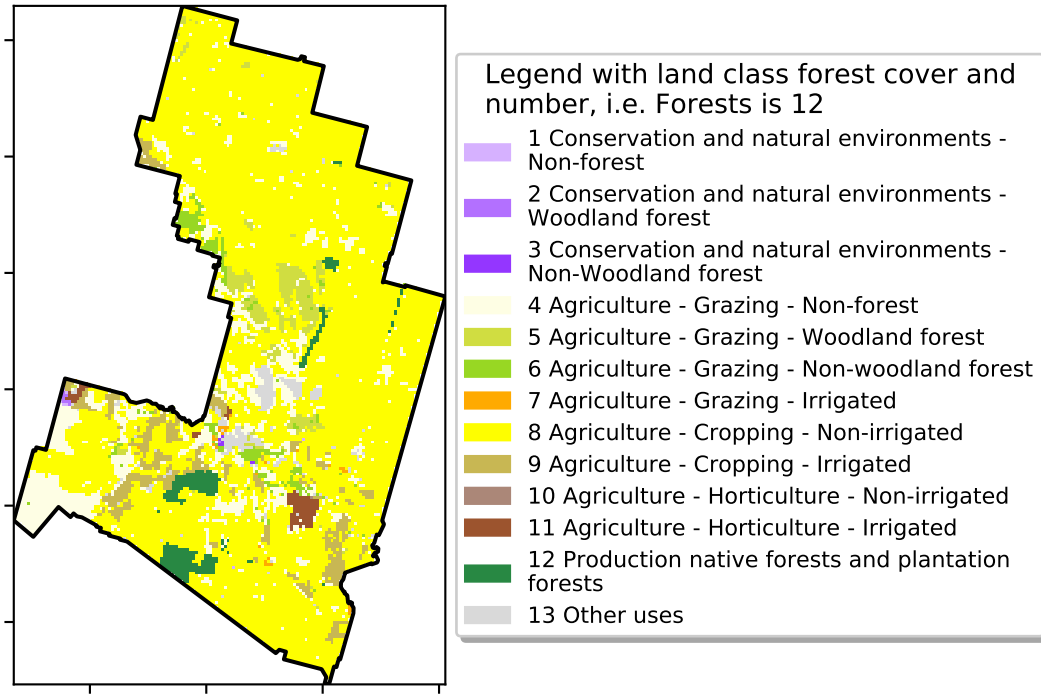 Legend with land class forest cover and
number, i.e. Forests is 12
1 Conservation and natural environments -
Non-forest
2 Conservation and natural environments -
Woodland forest
3 Conservation and natural environments -
Non-Woodland forest
4 Agriculture - Grazing - Non-forest
5 Agriculture - Grazing - Woodland forest
6 Agriculture - Grazing - Non-woodland forest
7 Agriculture - Grazing - Irrigated
8 Agriculture - Cropping - Non-irrigated
9 Agriculture - Cropping - Irrigated
10 Agriculture - Horticulture - Non-irrigated
11 Agriculture - Horticulture - Irrigated
12 Production native forests and plantation
forests
13 Other uses